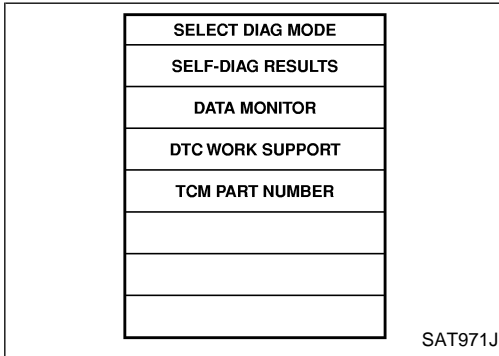 SELECT DIAG MODE
SELF-DIAG RESULTS
DATA MONITOR
DTC WORK SUPPORT
TCM PART NUMBER
SAT971J